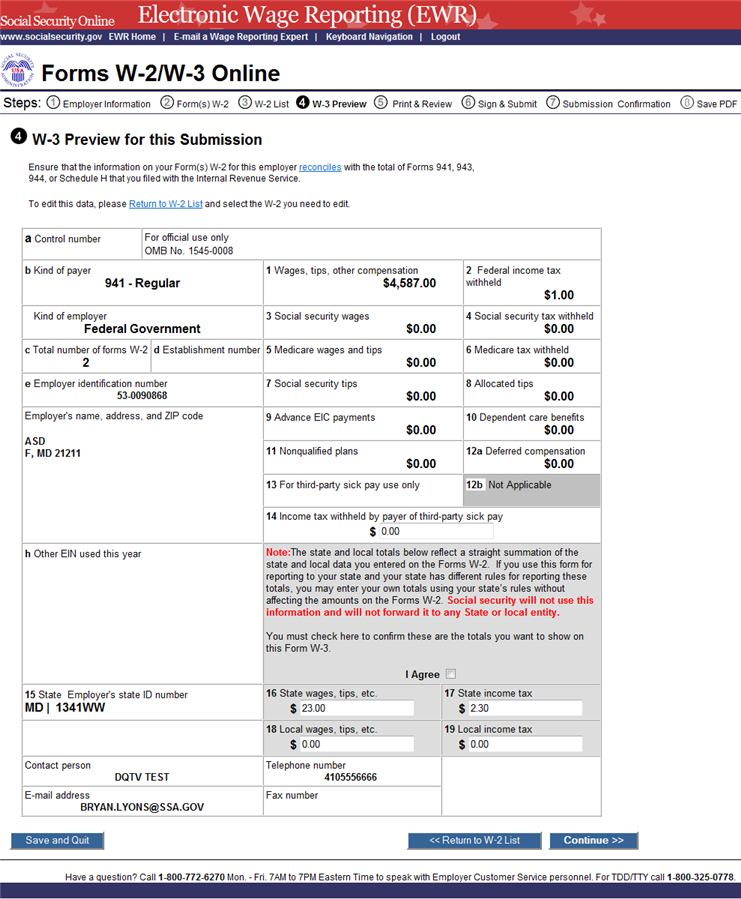 Social Security Online
Electronic Wage Reporting (EWR)
www.socialsecurity.gov EWR Home | E-mail a Wage Reporting Expert | Keyboard Navigation | Logout
SOCIAL SECURITY
USA
ADMINISTRATION
Forms W-2/W-3 Online
Steps: 1 Employer Information 2 Form(s) W-2 3 W-2 List 4 W-3 Preview 5 Print & Review 6 Sign & Submit 7 Submission Confirmation 8 Save PDF
4 W-3 Preview for this Submission
Ensure that the information on your Form(s) W-2 for this employer reconciles with the total of Forms 941, 943,
944, or Schedule H that you filed with the Internal Revenue Service.
To edit this data, please Return to W-2 List and select the W-2 you need to edit.
a Control number
For official use only
OMB No. 1545-0008
b Kind of payer
941 - Regular
1 Wages, tips, other compensation
$4,587.00
2 Federal income tax
withheld
$1.00
Kind of employer
Federal Government
3 Social security wages
$0.00
4 Social security tax withheld
$0.00
c Total number of forms W-2
2
d Establishment number
5 Medicare wages and tips
$0.00
6 Medicare tax withheld
$0.00
e Employer identification number
53-0090868
7 Social security tips
$0.00
8 Allocated tips
$0.00
Employer's name, address, and ZIP code
ASD
F, MD 21211
9 Advance EIC payments
$0.00
10 Dependent care benefits
$0.00
11 Nonqualified plans
$0.00
12a Deferred compensation
$0.00
13 For third-party sick pay use only
12b Not Applicable
14 Income tax withheld by payer of third-party sick pay
$ 0.00
h Other EIN used this year
Note:The state and local totals below reflect a straight summation of the
state and local data you entered on the Forms W-2. If you use this form for
reporting to your state and your state has different rules for reporting these
totals, you may enter your own totals using your state's rules without
affecting the amounts on the Forms W-2. Social security will not use this
information and will not forward it to any State or local entity.
You must check here to confirm these are the totals you want to show on
this Form W-3.
I Agree
15 State Employer's state ID number
MD | 1341WW
16 State wages, tips, etc.
$ 23.00
17 State income tax
$ 2.30
18 Local wages, tips, etc.
$ 0.00
19 Local income tax
$ 0.00
Contact person
DQTV TEST
Telephone number
4105556666
E-mail address
BRYAN.LYONS@SSA.GOV
Fax number
Save and Quit
<< Return to W-2 List
Continue >>
Have a question? Call 1-800-772-6270 Mon. - Fri. 7AM to 7PM Eastern Time to speak with Employer Customer Service personnel. For TDD/TTY call 1-800-325-0778.